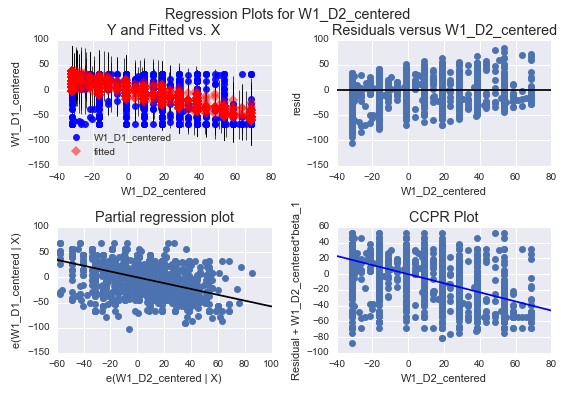 Regression Plots for W1_D2_centered
Y and Fitted vs. X
W1_D1_centered
100
50
0
−50
−100
−150
W1_D1_centered
fitted
−40 −20 0 20 40 60 80
W1_D2_centered
Residuals versus W1_D2_centered
resid
100
50
0
−50
−100
−150
−40 −20 0 20 40 60 80
W1_D2_centered
Partial regression plot
e(W1_D1_centered | X)
100
50
0
−50
−100
−150
−60 −40 −20 0 20 40 60 80 100
e(W1_D2_centered | X)
CCPR Plot
Residual + W1_D2_centered*beta_1
60
40
20
0
−20
−40
−60
−80
−100
−40 −20 0 20 40 60 80
W1_D2_centered